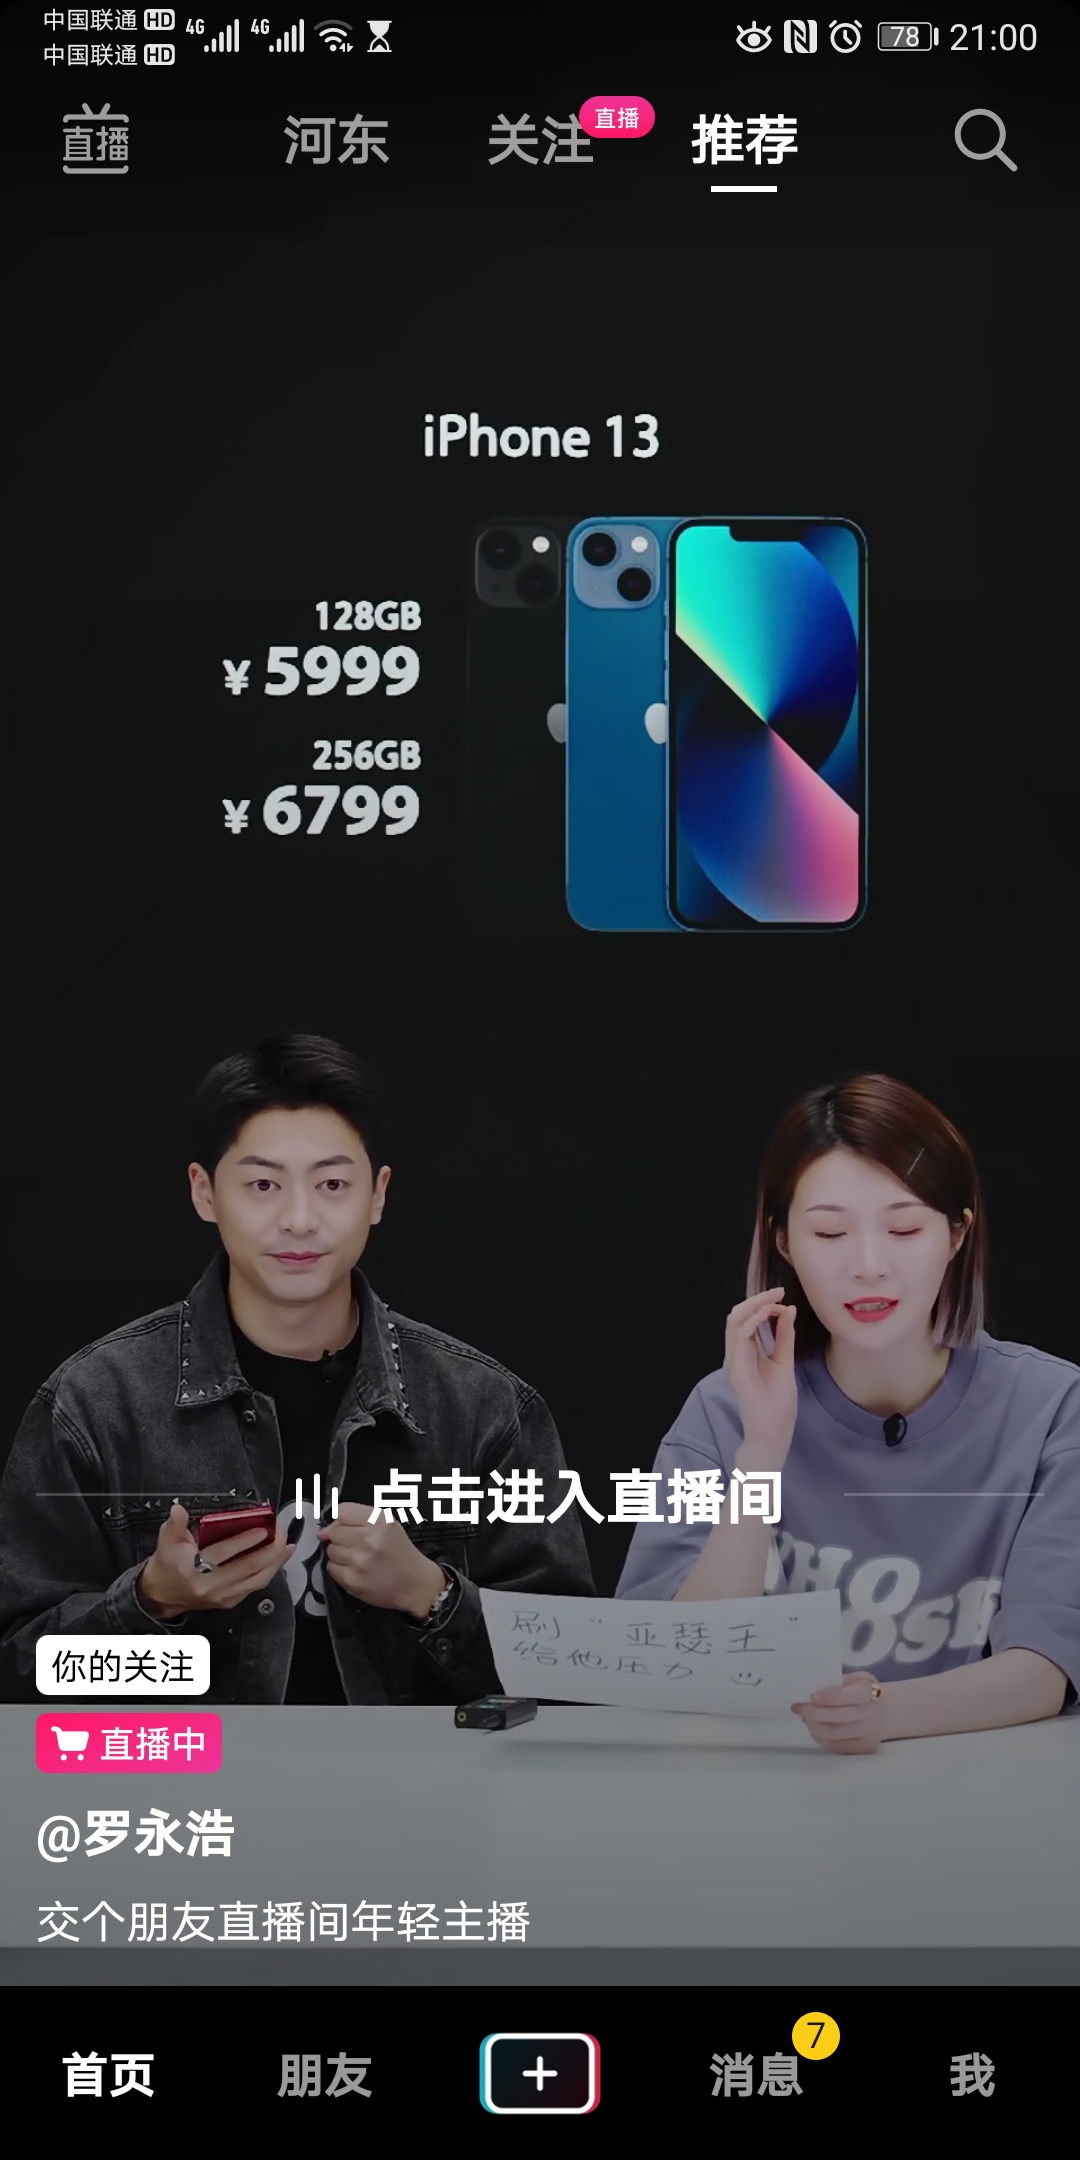 中国联通 HD 4G 4G
中国联通 HD
78 21:00
直播 河东 关注 直播 推荐
iPhone 13
128GB
¥ 5999
256GB
¥ 6799
点击进入直播间
刷 "亚瑟王"
给他压力
你的关注
直播中
@罗永浩
交个朋友直播间年轻主播
首页 朋友 消息 7 我